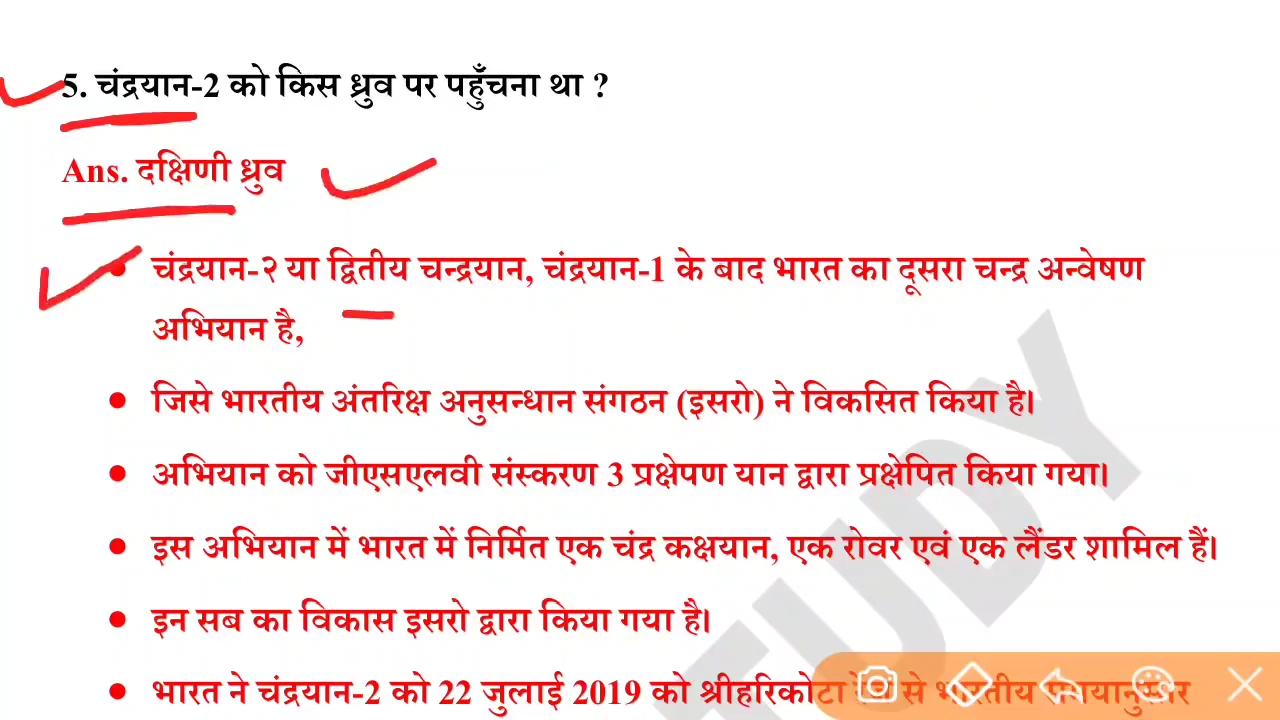 5. चंद्रयान-2 को किस ध्रुव पर पहुँचना था ?
Ans. दक्षिणी ध्रुव
• चंद्रयान-२ या द्वितीय चन्द्रयान, चंद्रयान-1 के बाद भारत का दूसरा चन्द्र अन्वेषण
अभियान है,
• जिसे भारतीय अंतरिक्ष अनुसन्धान संगठन (इसरो) ने विकसित किया है।
• अभियान को जीएसएलवी संस्करण 3 प्रक्षेपण यान द्वारा प्रक्षेपित किया गया।
• इस अभियान में भारत में निर्मित एक चंद्र कक्षयान, एक रोवर एवं एक लैंडर शामिल हैं।
• इन सब का विकास इसरो द्वारा किया गया है।
• भारत ने चंद्रयान-2 को 22 जुलाई 2019 को श्रीहरिकोटा से भारतीय
TUDY